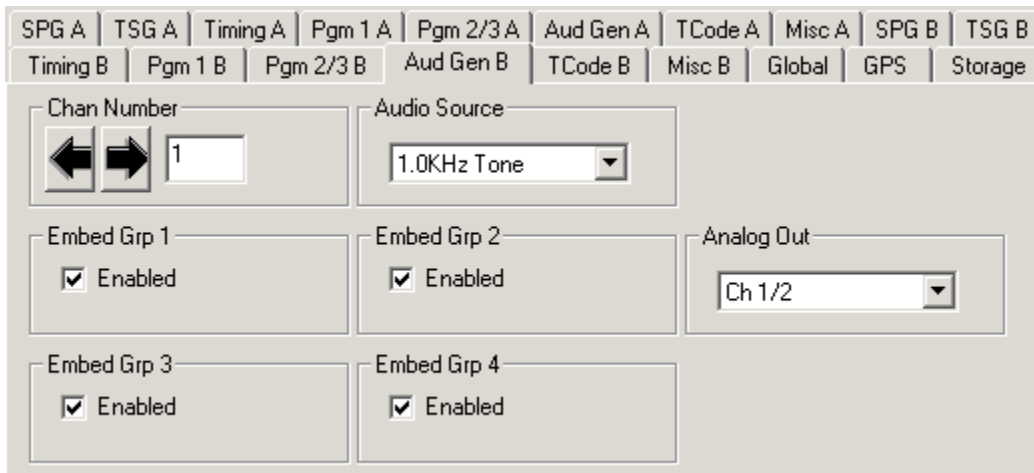 SPG A TSG A Timing A Pgm 1 A Pgm 2/3 A Aud Gen A TCode A Misc A SPG B TSG B
Timing B Pgm 1 B Pgm 2/3 B Aud Gen B TCode B Misc B Global GPS Storage
Chan Number Audio Source
1 1.0KHz Tone
Embed Grp 1 Embed Grp 2 Analog Out
Enabled Enabled Ch 1/2
Embed Grp 3 Embed Grp 4
Enabled Enabled